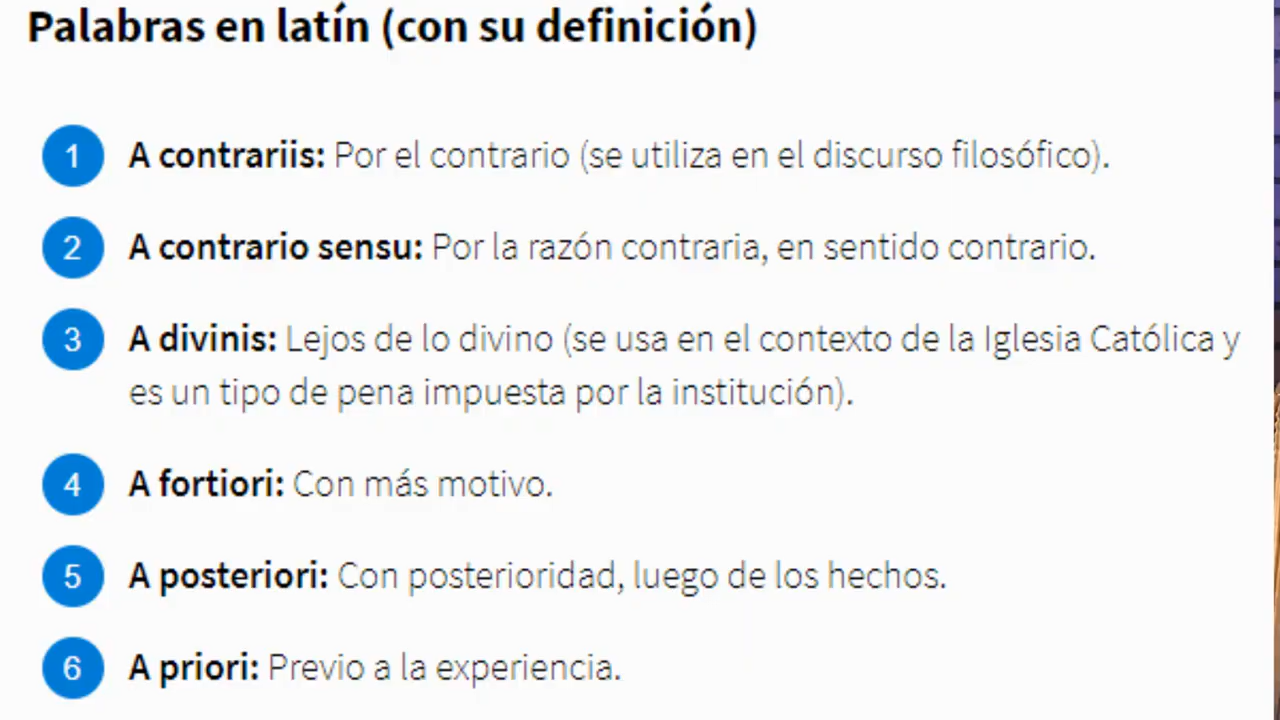 Palabras en latín (con su definición)
1 A contrariis: Por el contrario (se utiliza en el discurso filosófico).
2 A contrario sensu: Por la razón contraria, en sentido contrario.
3 A divinis: Lejos de lo divino (se usa en el contexto de la Iglesia Católica y
es un tipo de pena impuesta por la institución).
4 A fortiori: Con más motivo.
5 A posteriori: Con posterioridad, luego de los hechos.
6 A priori: Previo a la experiencia.